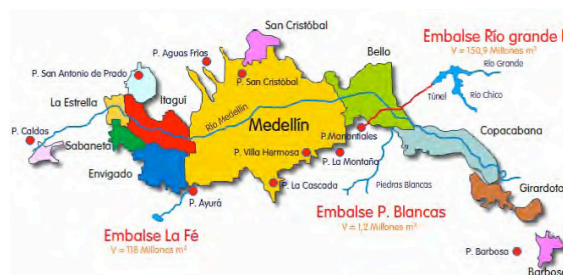 San Cristóbal
Bello
Embalse Río grande I
V = 150,9 Millones m³
P. Aguas Frías
Río Grande
P. San Antonio de Prado
P. San Cristóbal
Túnel
Río Chico
La Estrella
Itaguí
Río Medellín
Medellín
P. Manantiales
Copacabana
P. Caldas
Sabaneta
P. Villa Hermosa
P. La Montaña
Envigado
P. La Cascada
Piedras Blancas
Girardota
P. Ayurá
Embalse P. Blancas
V = 1,2 Millones m³
Embalse La Fé
V = 118 Millones m³
P. Barbosa
Barbosa